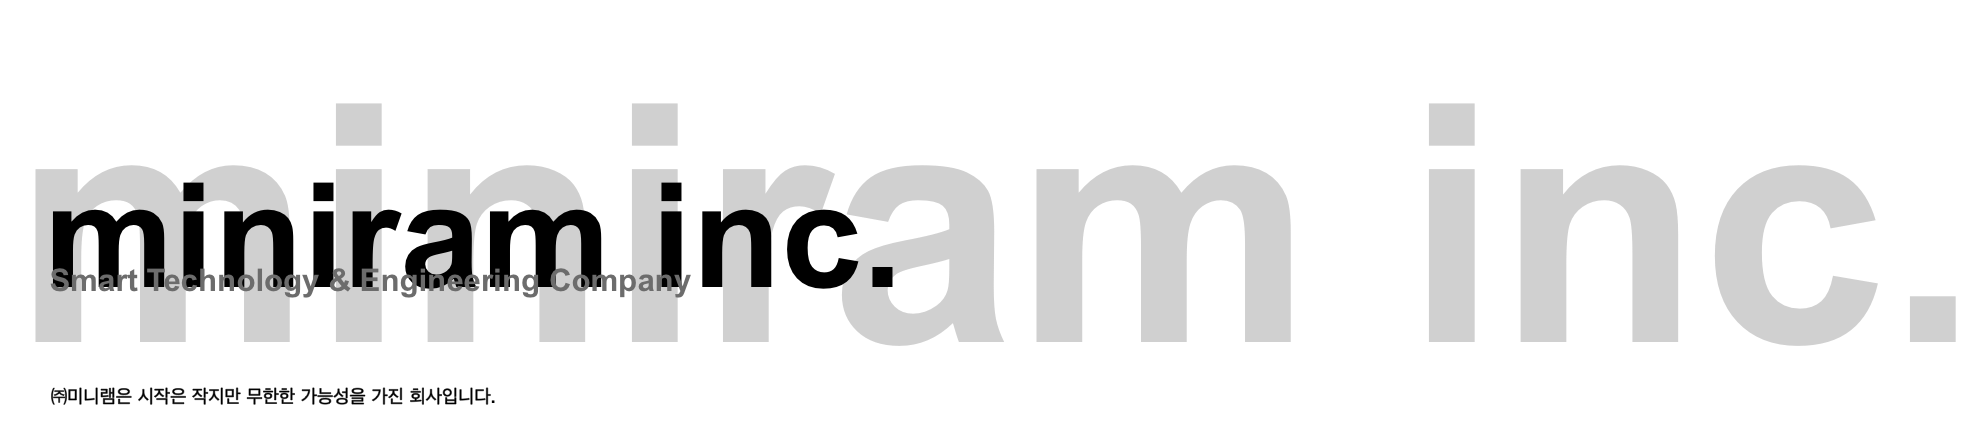 miniram inc.
miniram inc.
Smart Technology & Engineering Company
㈜미니램은 시작은 작지만 무한한 가능성을 가진 회사입니다.